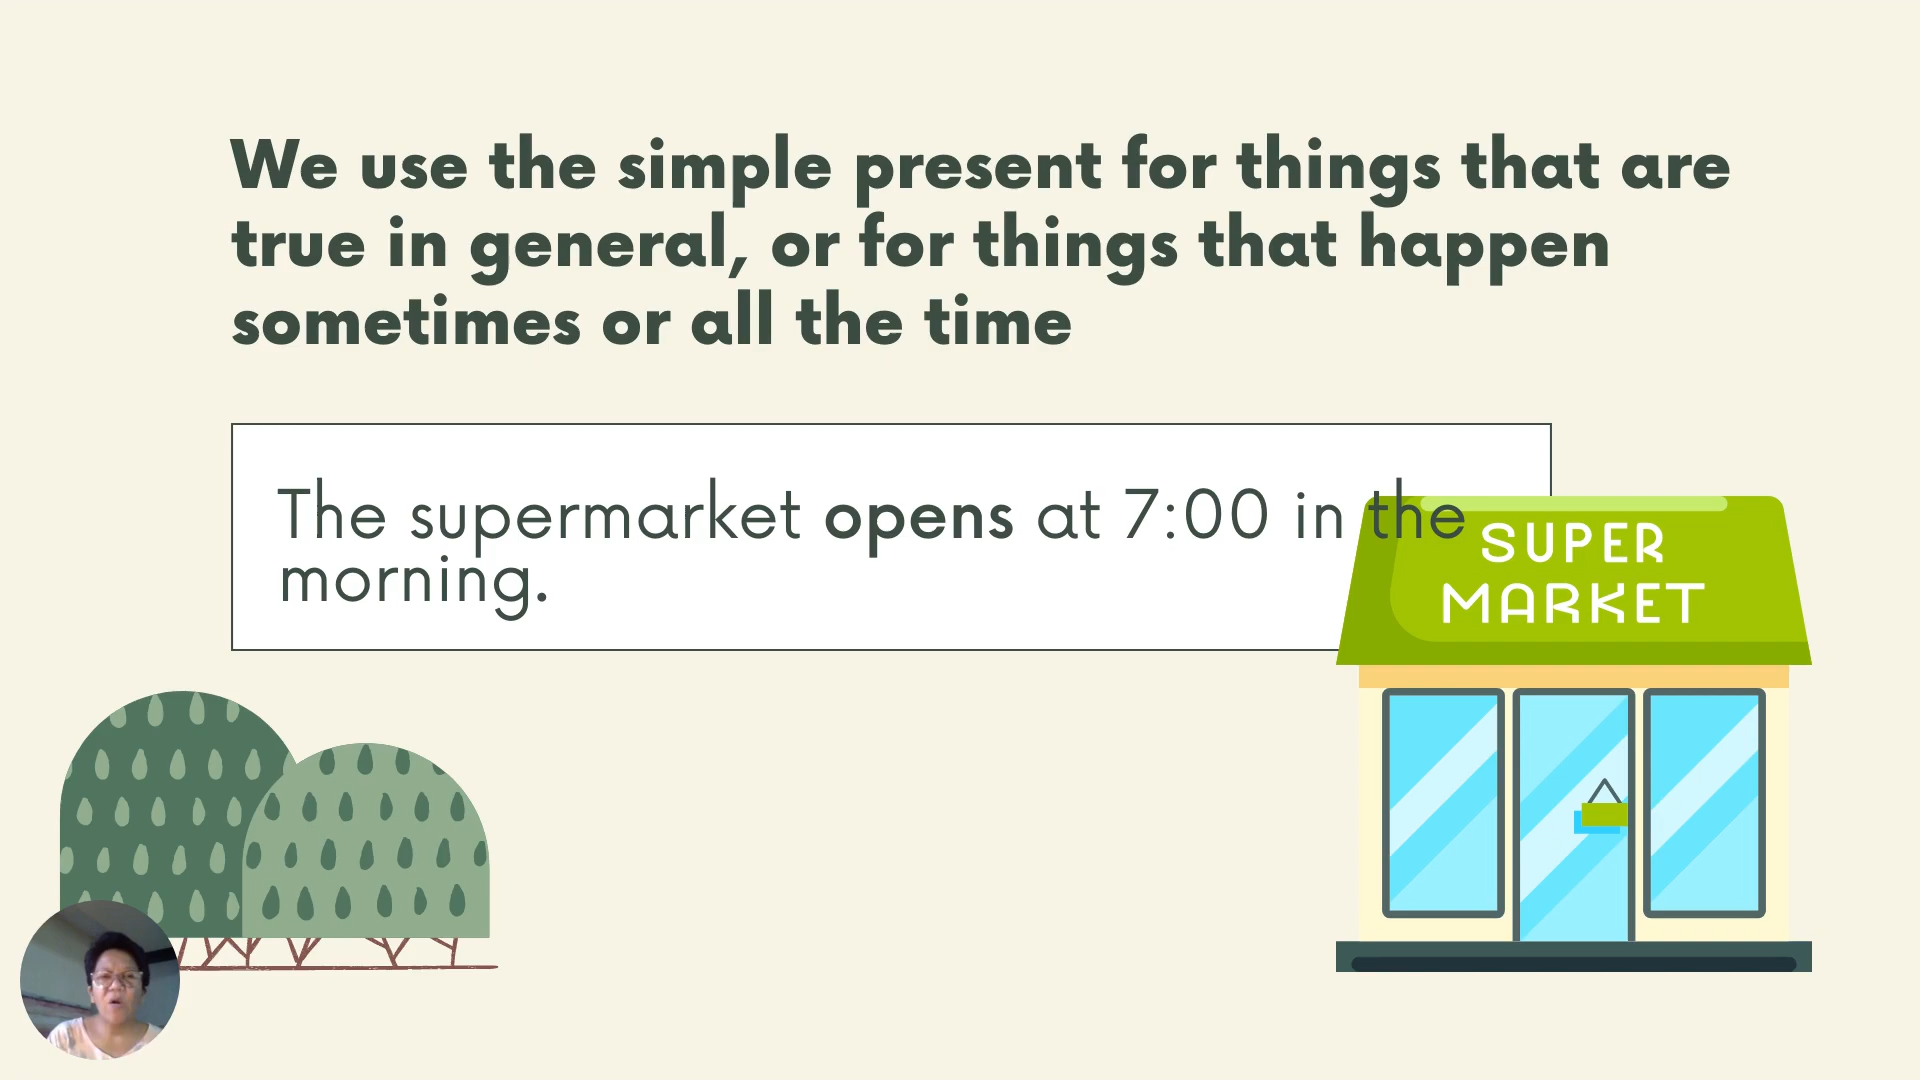 We use the simple present for things that are
true in general, or for things that happen
sometimes or all the time
The supermarket opens at 7:00 in the
morning.
SUPER
MARKET